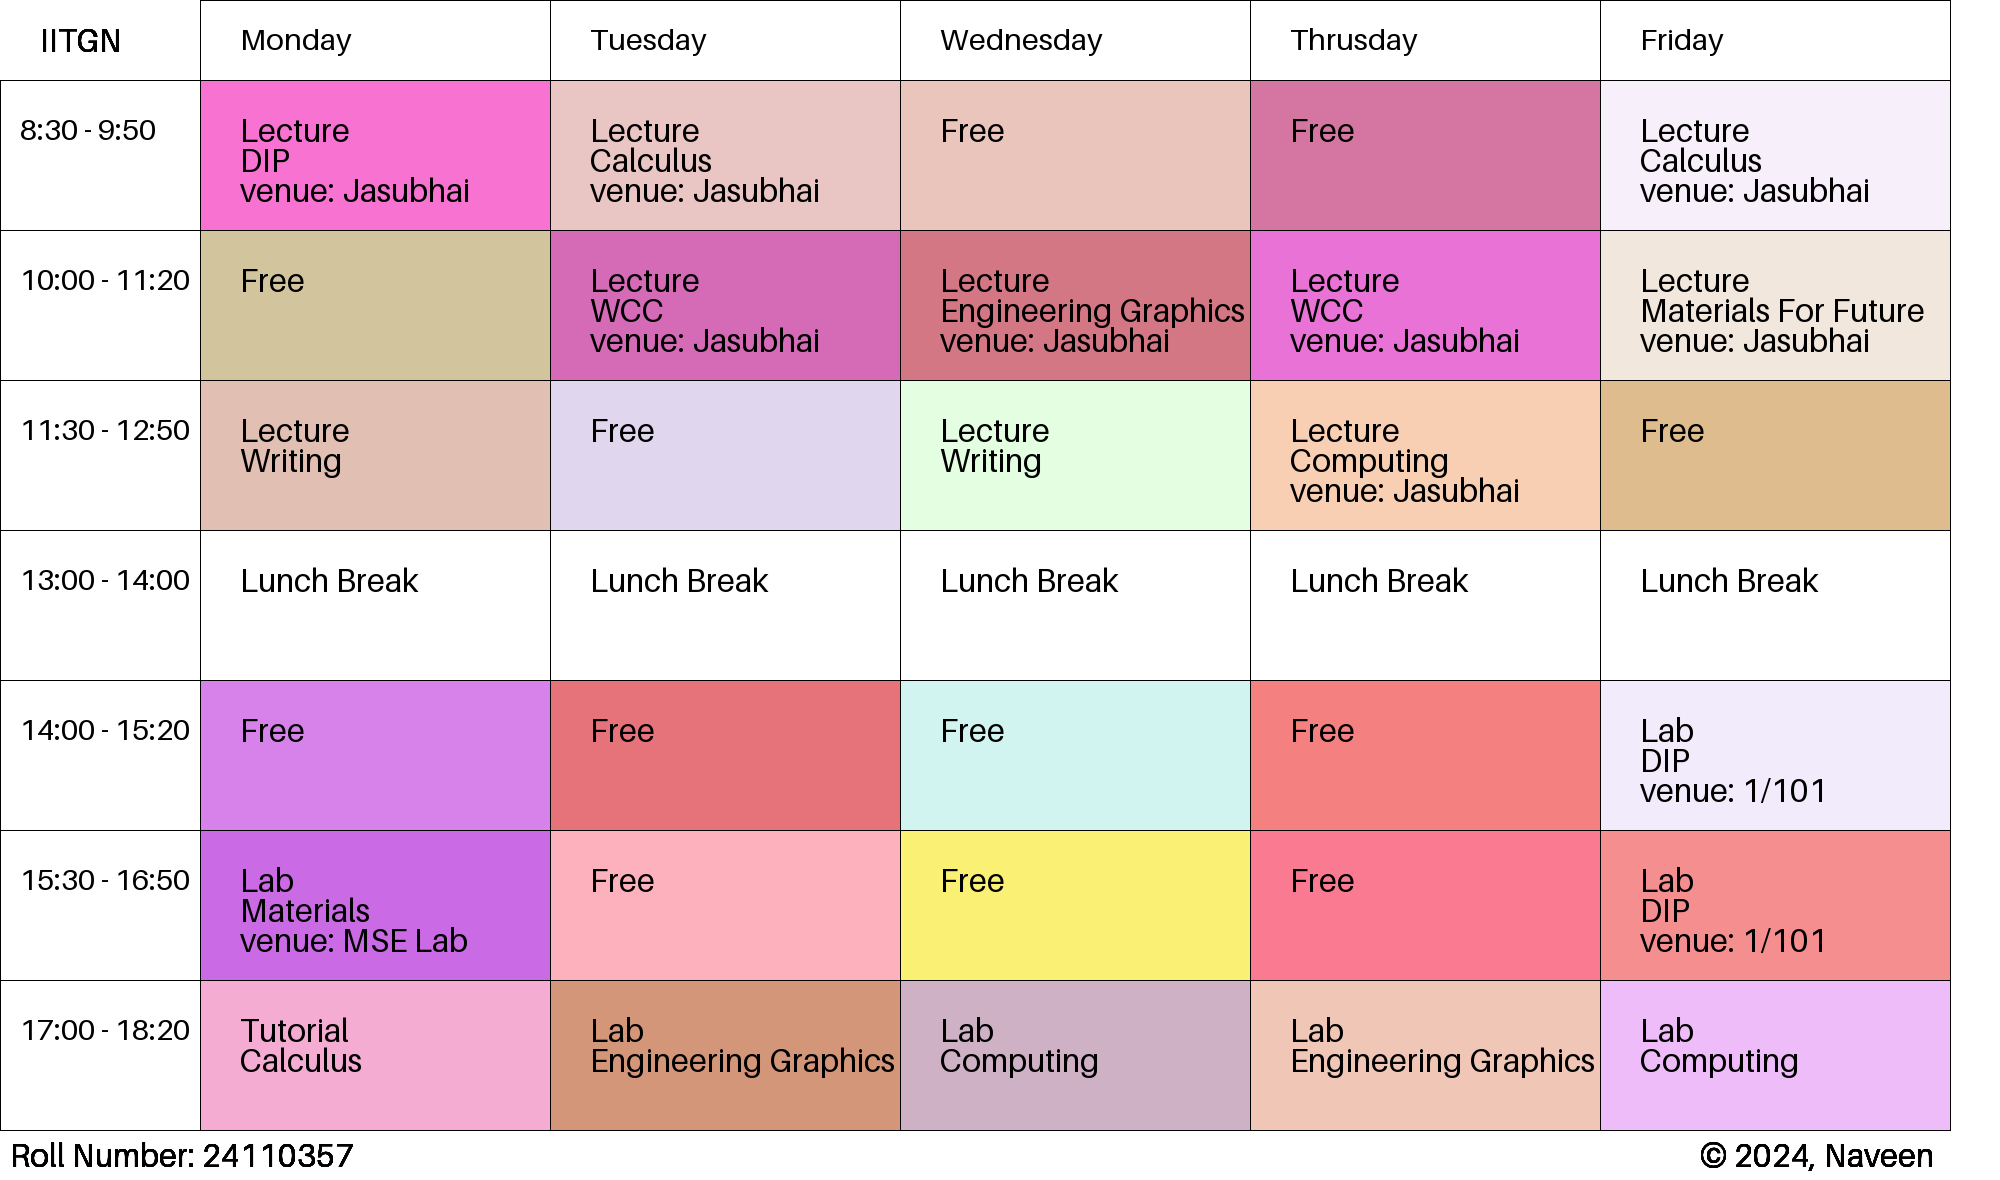 IITGN Monday Tuesday Wednesday Thrusday Friday
8:30 - 9:50
Lecture
DIP
venue: Jasubhai
Lecture
Calculus
venue: Jasubhai
Free
Free
Lecture
Calculus
venue: Jasubhai
10:00 - 11:20
Free
Lecture
WCC
venue: Jasubhai
Lecture
Engineering Graphics
venue: Jasubhai
Lecture
WCC
venue: Jasubhai
Lecture
Materials For Future
venue: Jasubhai
11:30 - 12:50
Lecture
Writing
Free
Lecture
Writing
Lecture
Computing
venue: Jasubhai
Free
13:00 - 14:00
Lunch Break
Lunch Break
Lunch Break
Lunch Break
Lunch Break
14:00 - 15:20
Free
Free
Free
Free
Lab
DIP
venue: 1/101
15:30 - 16:50
Lab
Materials
venue: MSE Lab
Free
Free
Free
Lab
DIP
venue: 1/101
17:00 - 18:20
Tutorial
Calculus
Lab
Engineering Graphics
Lab
Computing
Lab
Engineering Graphics
Lab
Computing
Roll Number: 24110357
© 2024, Naveen